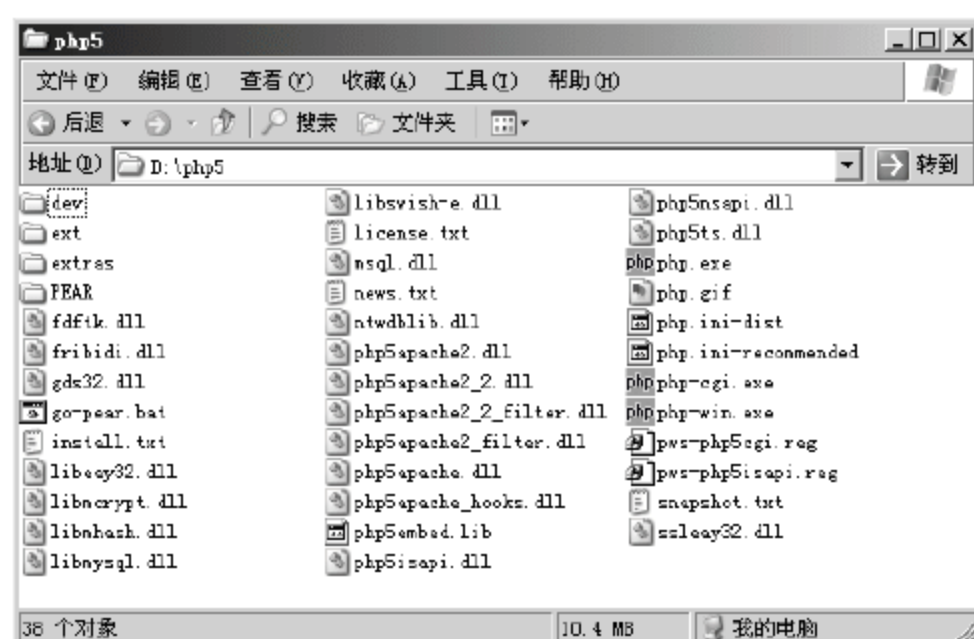 php5
文件(F) 编辑(E) 查看(V) 收藏(A) 工具(T) 帮助(H)
后退 搜索 文件夹
地址(D) D:\php5 转到
dev
ext
extras
PEAR
fdftk.dll
fribidi.dll
gds32.dll
go-pear.bat
install.txt
libeay32.dll
libmcrypt.dll
libmhash.dll
libmysql.dll
libswish-e.dll
license.txt
msql.dll
news.txt
ntwdblib.dll
php5apache2.dll
php5apache2_2.dll
php5apache2_2_filter.dll
php5apache2_filter.dll
php5apache.dll
php5apache_hooks.dll
php5embed.lib
php5isapi.dll
php5nsapi.dll
php5ts.dll
php php.exe
php.gif
php.ini-dist
php.ini-recommended
php php-cgi.exe
php php-win.exe
pws-php5cgi.reg
pws-php5isapi.reg
snapshot.txt
ssleay32.dll
38 个对象 10.4 MB 我的电脑